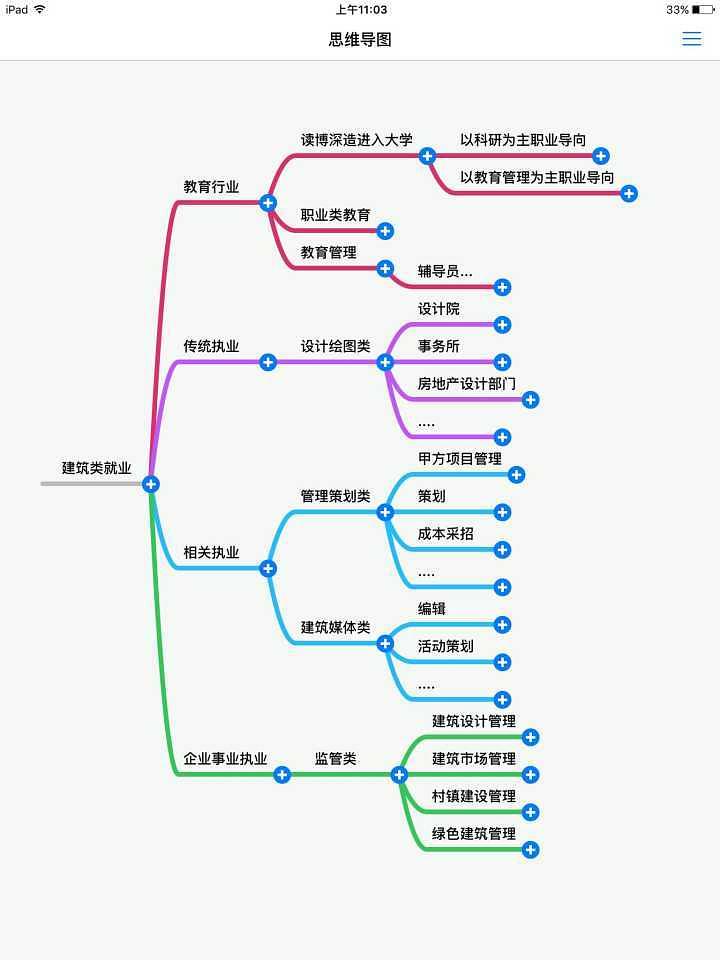 iPad 上午11:03 33%
思维导图
读博深造进入大学
以科研为主职业导向
以教育管理为主职业导向
教育行业
职业类教育
教育管理
辅导员...
设计院
传统执业
设计绘图类
事务所
房地产设计部门
....
建筑类就业
甲方项目管理
管理策划类
策划
成本采招
相关执业
....
编辑
建筑媒体类
活动策划
....
建筑设计管理
企业事业执业
监管类
建筑市场管理
村镇建设管理
绿色建筑管理